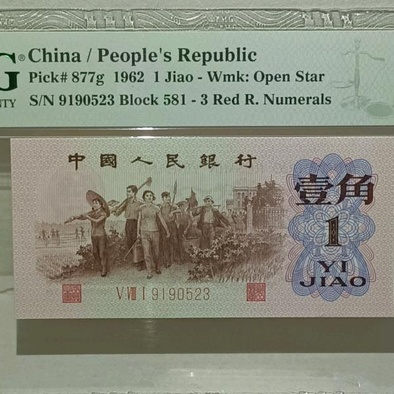 G® China / People's Republic
Pick# 877g 1962 1 Jiao - Wmk: Open Star
NTY S/N 9190523 Block 581 - 3 Red R. Numerals
中國人民銀行
壹角
1
YI
JIAO
V VIII I 9190523